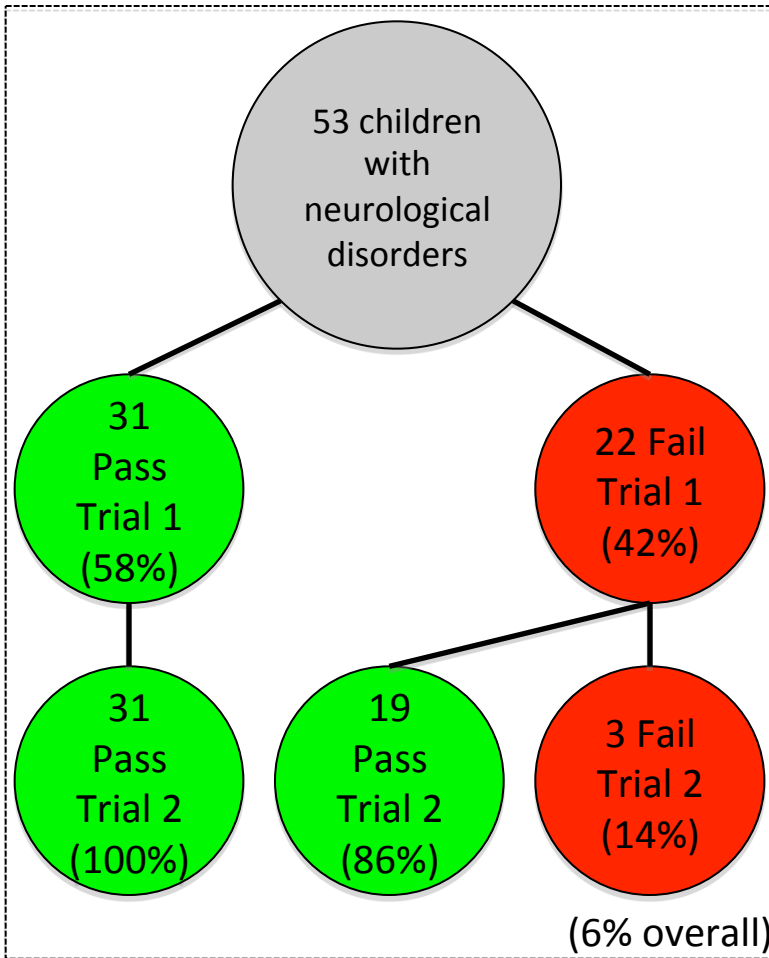 53 children
with
neurological
disorders
31
Pass
Trial 1
(58%)
22 Fail
Trial 1
(42%)
31
Pass
Trial 2
(100%)
19
Pass
Trial 2
(86%)
3 Fail
Trial 2
(14%)
(6% overall)